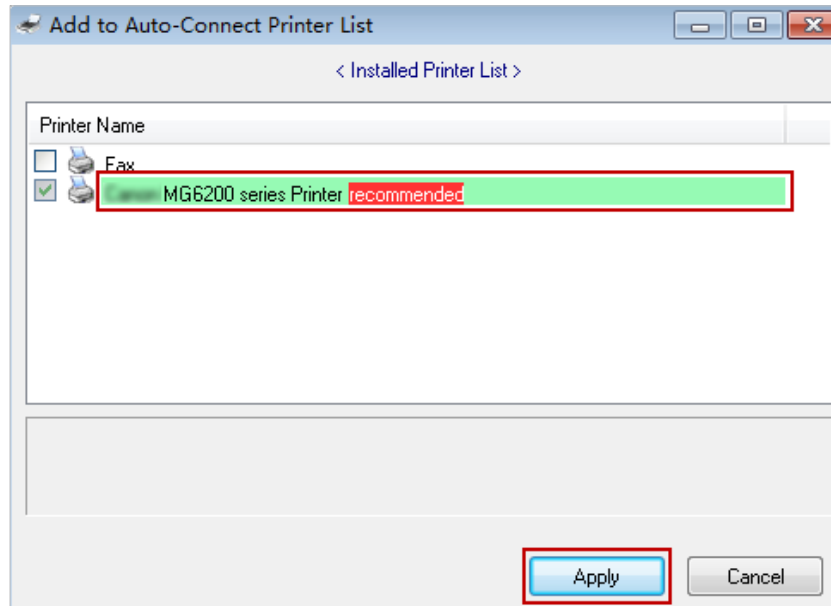 Add to Auto-Connect Printer List
< Installed Printer List >
Printer Name
Fax
MG6200 series Printer recommended
Apply
Cancel